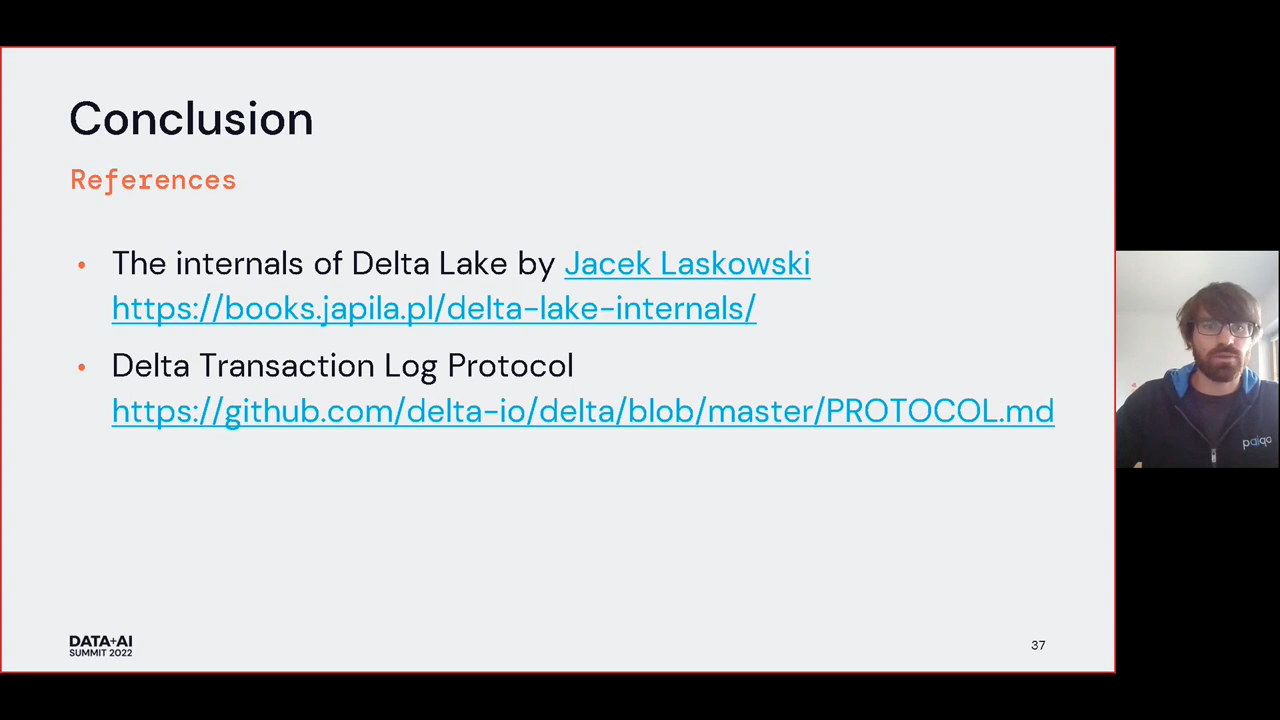 Conclusion
References
• The internals of Delta Lake by Jacek Laskowski
https://books.japila.pl/delta-lake-internals/
• Delta Transaction Log Protocol
https://github.com/delta-io/delta/blob/master/PROTOCOL.md
paiqo
DATA+AI
SUMMIT 2022
37